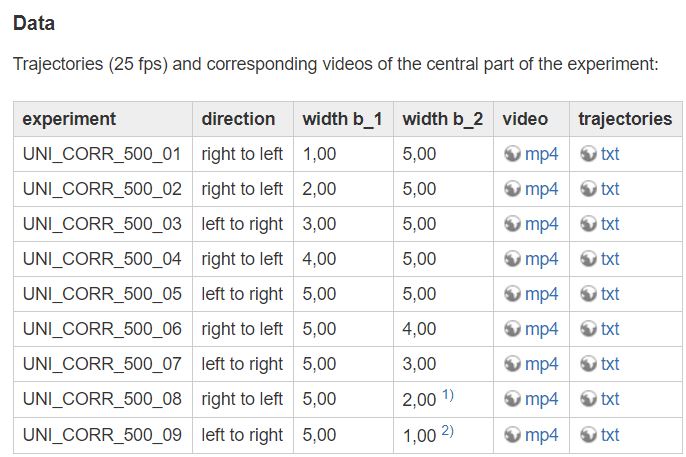 Data
Trajectories (25 fps) and corresponding videos of the central part of the experiment:
experiment direction width b_1 width b_2 video trajectories
UNI_CORR_500_01 right to left 1,00 5,00 mp4 txt
UNI_CORR_500_02 right to left 2,00 5,00 mp4 txt
UNI_CORR_500_03 left to right 3,00 5,00 mp4 txt
UNI_CORR_500_04 right to left 4,00 5,00 mp4 txt
UNI_CORR_500_05 left to right 5,00 5,00 mp4 txt
UNI_CORR_500_06 right to left 5,00 4,00 mp4 txt
UNI_CORR_500_07 left to right 5,00 3,00 mp4 txt
UNI_CORR_500_08 right to left 5,00 2,00 1) mp4 txt
UNI_CORR_500_09 left to right 5,00 1,00 2) mp4 txt